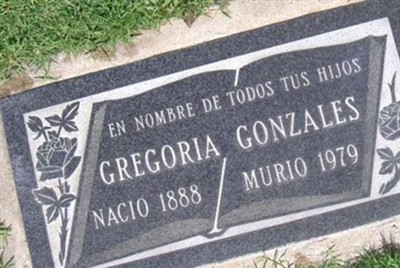 EN NOMBRE DE TODOS TUS HIJOS
GREGORIA GONZALES
NACIO 1888 MURIO 1979